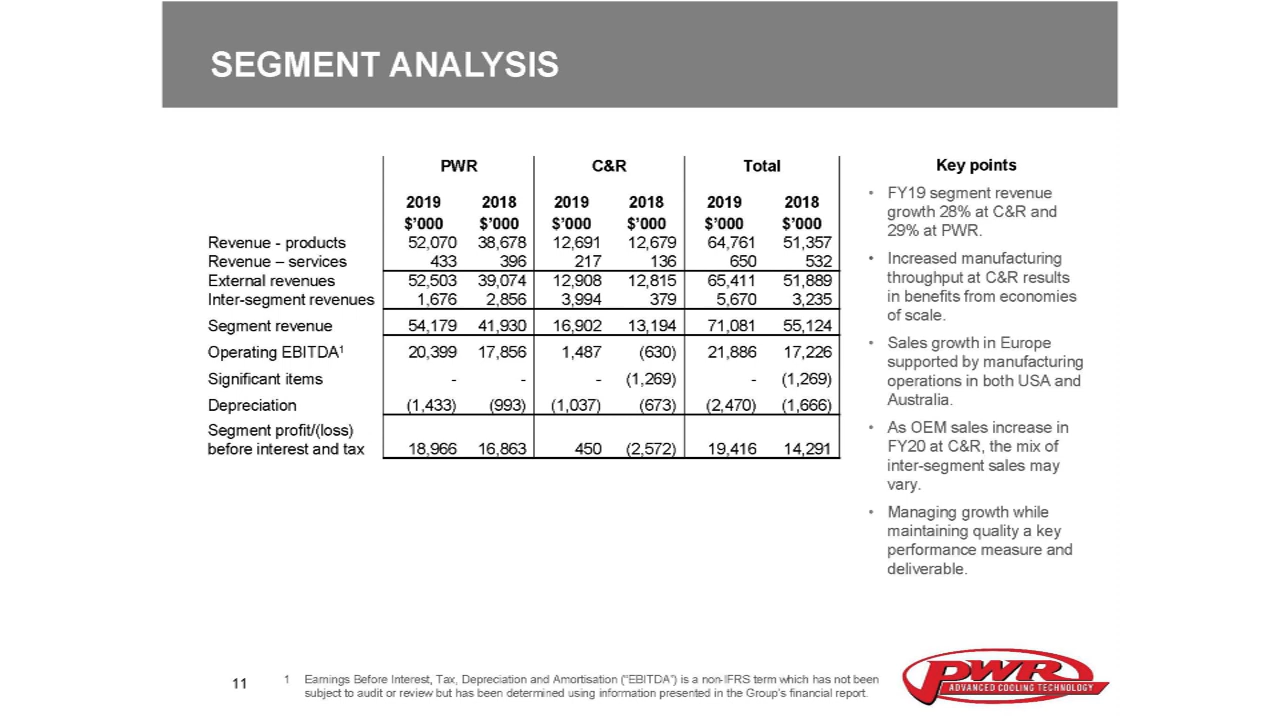 SEGMENT ANALYSIS
PWR C&R Total
2019 2018 2019 2018 2019 2018
$'000 $'000 $'000 $'000 $'000 $'000
Revenue - products 52,070 38,678 12,691 12,679 64,761 51,357
Revenue – services 433 396 217 136 650 532
External revenues 52,503 39,074 12,908 12,815 65,411 51,889
Inter-segment revenues 1,676 2,856 3,994 379 5,670 3,235
Segment revenue 54,179 41,930 16,902 13,194 71,081 55,124
Operating EBITDA¹ 20,399 17,856 1,487 (630) 21,886 17,226
Significant items - - - (1,269) - (1,269)
Depreciation (1,433) (993) (1,037) (673) (2,470) (1,666)
Segment profit/(loss)
before interest and tax 18,966 16,863 450 (2,572) 19,416 14,291
Key points
• FY19 segment revenue
growth 28% at C&R and
29% at PWR.
• Increased manufacturing
throughput at C&R results
in benefits from economies
of scale.
• Sales growth in Europe
supported by manufacturing
operations in both USA and
Australia.
• As OEM sales increase in
FY20 at C&R, the mix of
inter-segment sales may
vary.
• Managing growth while
maintaining quality a key
performance measure and
deliverable.
11
1 Earnings Before Interest, Tax, Depreciation and Amortisation ("EBITDA") is a non-IFRS term which has not been
subject to audit or review but has been determined using information presented in the Group's financial report.
PWR
ADVANCED COOLING TECHNOLOGY